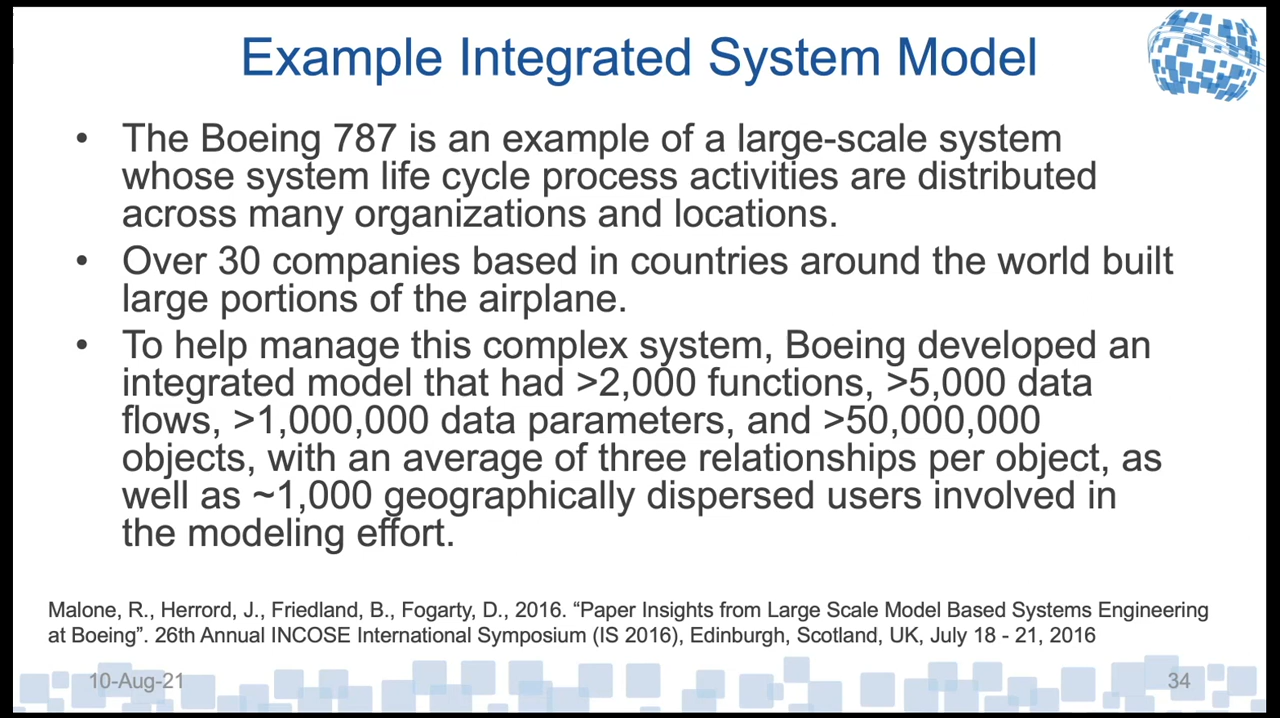 Example Integrated System Model
• The Boeing 787 is an example of a large-scale system
whose system life cycle process activities are distributed
across many organizations and locations.
• Over 30 companies based in countries around the world built
large portions of the airplane.
• To help manage this complex system, Boeing developed an
integrated model that had >2,000 functions, >5,000 data
flows, >1,000,000 data parameters, and >50,000,000
objects, with an average of three relationships per object, as
well as ~1,000 geographically dispersed users involved in
the modeling effort.
Malone, R., Herrord, J., Friedland, B., Fogarty, D., 2016. “Paper Insights from Large Scale Model Based Systems Engineering
at Boeing”. 26th Annual INCOSE International Symposium (IS 2016), Edinburgh, Scotland, UK, July 18 - 21, 2016
10-Aug-21
34